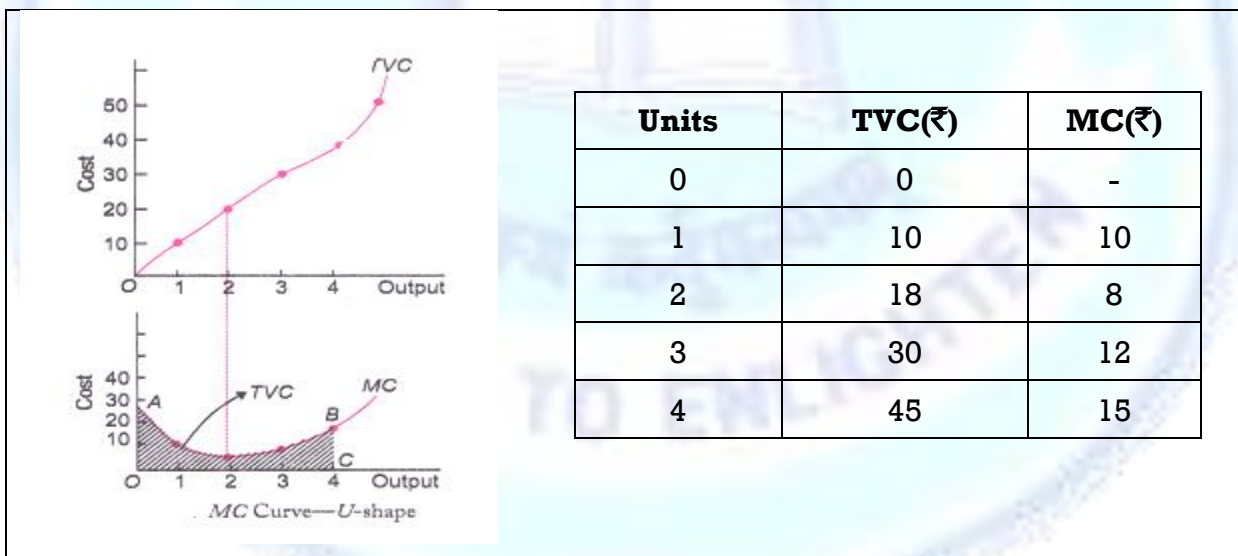 TVC
50
40
30
20
10
Cost
O 1 2 3 4 Output
40
30
20
10
Cost
A
TVC
MC
B
C
O 1 2 3 4 Output
MC Curve—U-shape
Units TVC(₹) MC(₹)
0 0 -
1 10 10
2 18 8
3 30 12
4 45 15
TO ENLIGHTEN